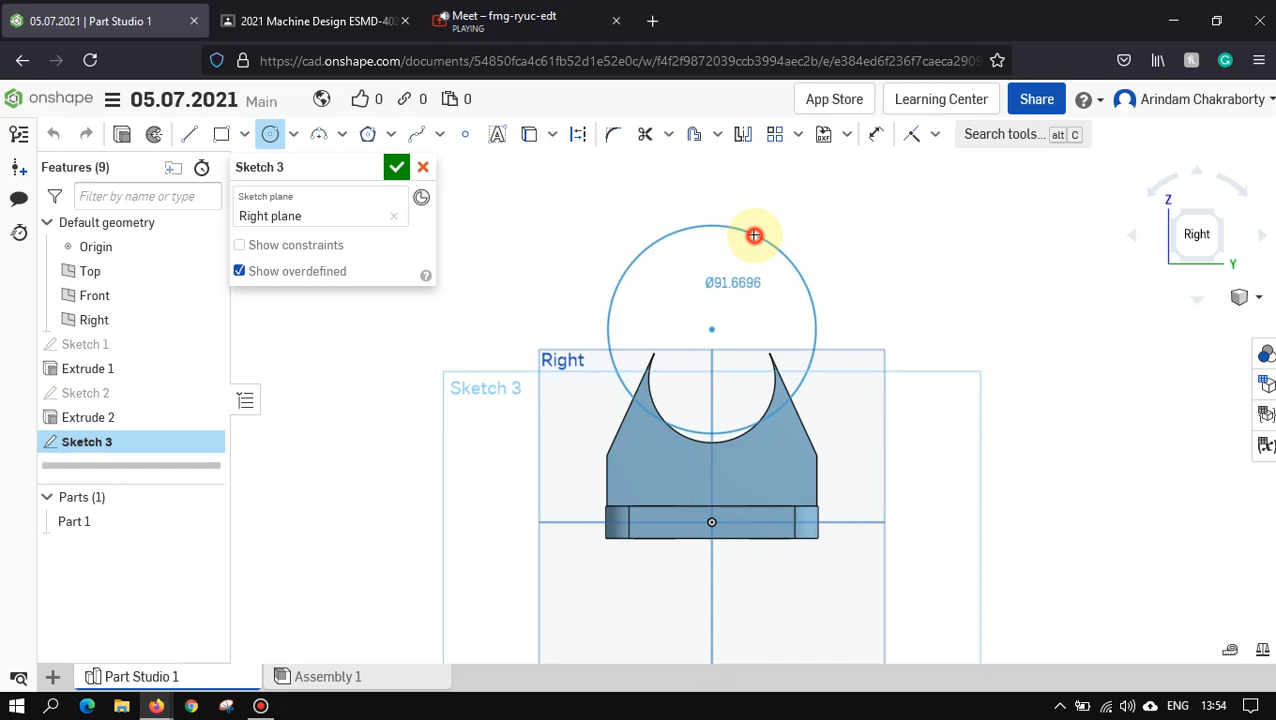 05.07.2021 | Part Studio 1
2021 Machine Design ESMD-402
Meet – fmg-ryuc-edt
PLAYING
https://cad.onshape.com/documents/54850fca4c61fb52d1e52e0c/w/f4f2f9872039ccb3994aec2b/e/e384ed6f236f7caeca2909
onshape
05.07.2021 Main
0
0
0
App Store
Learning Center
Share
Arindam Chakraborty
Search tools...
alt C
Features (9)
Filter by name or type
Default geometry
Origin
Top
Front
Right
Sketch 1
Extrude 1
Sketch 2
Extrude 2
Sketch 3
Parts (1)
Part 1
Sketch 3
Sketch plane
Right plane
Show constraints
Show overdefined
Ø91.6696
Right
Sketch 3
Z
Right
Y
Part Studio 1
Assembly 1
ENG
13:54